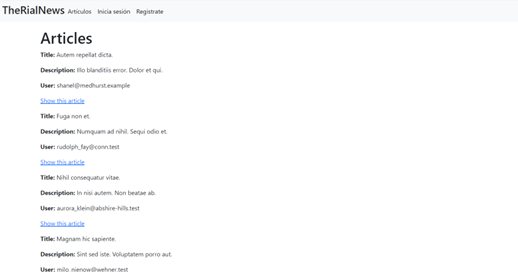 TheRialNews Artículos Inicia sesión Registrate
Articles
Title: Autem repellat dicta.
Description: Illo blanditiis error. Dolor et qui.
User: shanel@medhurst.example
Show this article
Title: Fuga non et.
Description: Numquam ad nihil. Sequi odio et.
User: rudolph_fay@conn.test
Show this article
Title: Nihil consequatur vitae.
Description: In nisi autem. Non beatae ab.
User: aurora_klein@abshire-hills.test
Show this article
Title: Magnam hic sapiente.
Description: Sint sed iste. Voluptatem porro aut.
User: milo_nienow@wehner.test